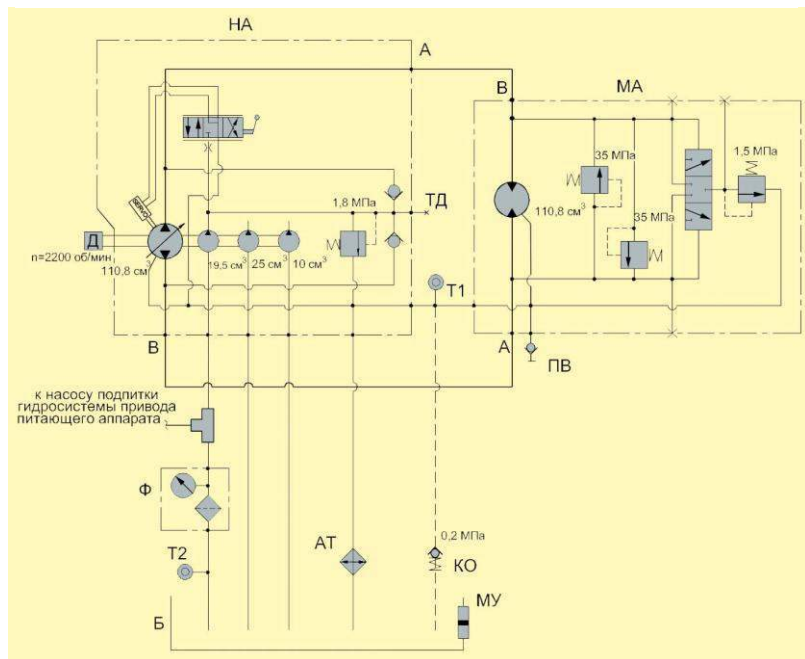 НА
А
В
МА
35 МПа
1,5 МПа
1,8 МПа
ТД
35 МПа
110,8 см³
SERVO
Д
n=2200 об/мин
110,8 см³
19,5 см³
25 см³
10 см³
Т1
В
А
ПВ
к насосу подпитки
гидросистемы привода
питающего аппарата
Ф
0,2 МПа
АТ
КО
Т2
МУ
Б